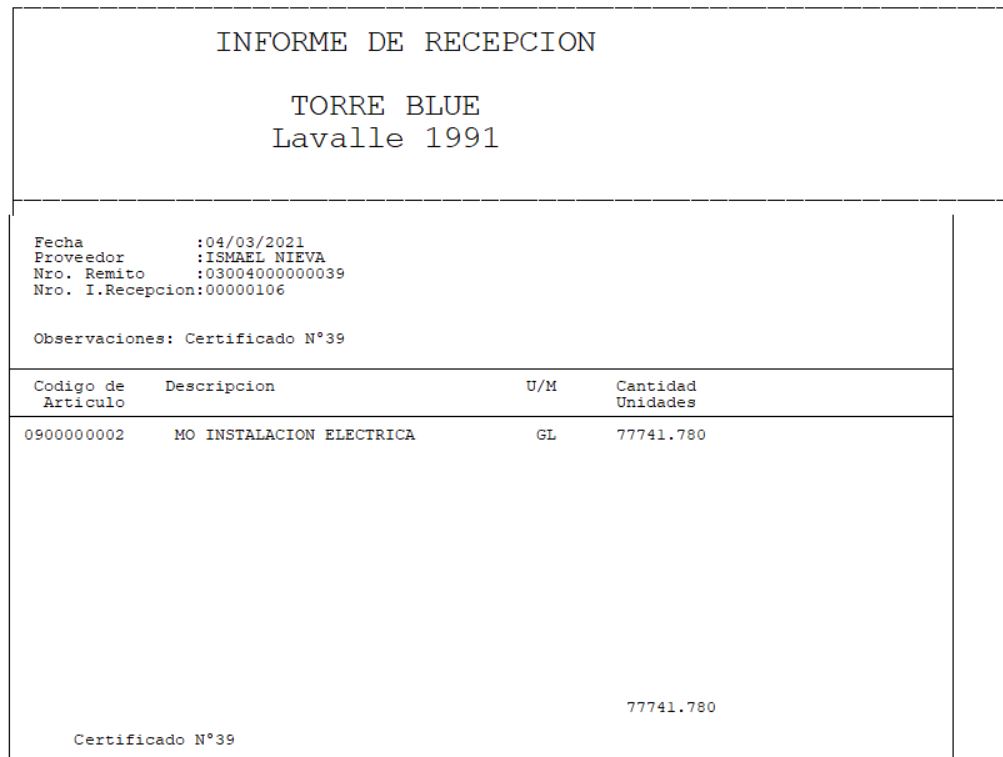 INFORME DE RECEPCION
TORRE BLUE
Lavalle 1991
Fecha :04/03/2021
Proveedor :ISMAEL NIEVA
Nro. Remito :03004000000039
Nro. I.Recepcion:00000106
Observaciones: Certificado N°39
Codigo de Descripcion U/M Cantidad
Articulo Unidades
0900000002 MO INSTALACION ELECTRICA GL 77741.780
77741.780
Certificado N°39